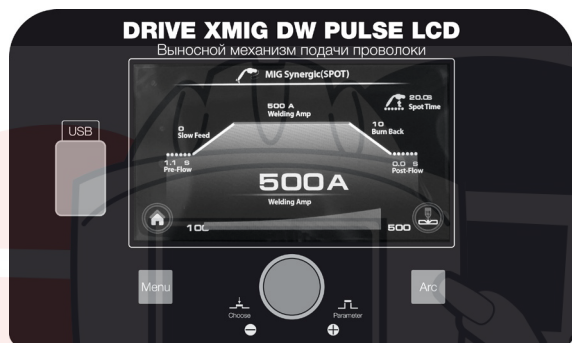 DRIVE XMIG DW PULSE LCD
Выносной механизм подачи проволоки
MIG Synergic(SPOT)
USB
500 A
Welding Amp
20.0S
Spot Time
0
Slow Feed
10
Burn Back
1.1 S
Pre-Flow
0.0 S
Post-Flow
500A
Welding Amp
100
500
Menu
Arc
Choose
Parameter